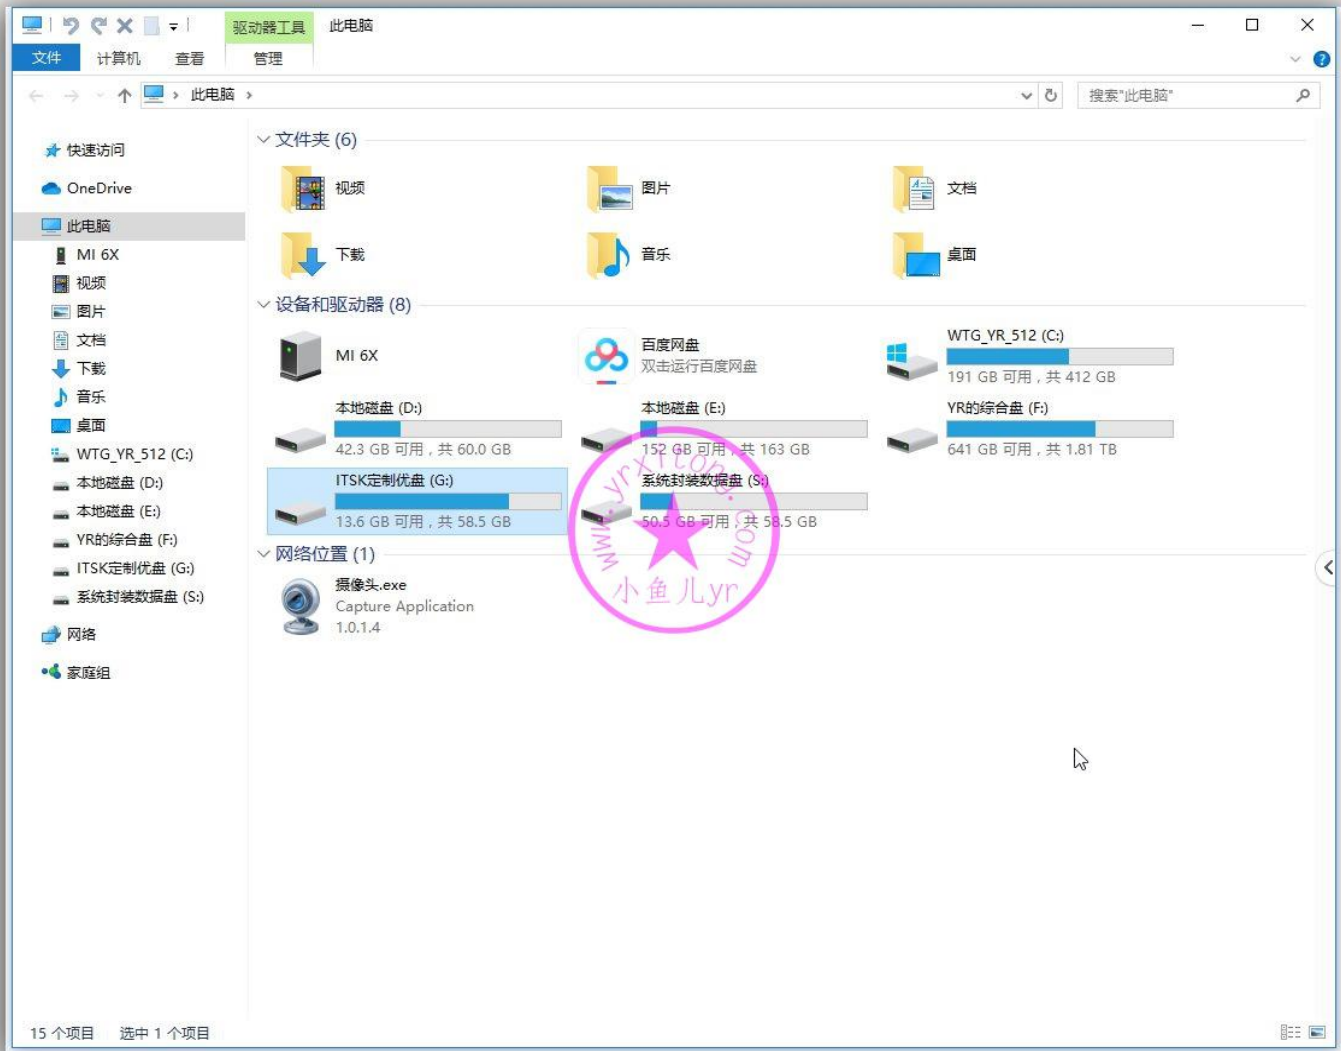 驱动器工具 此电脑
文件 计算机 查看 管理
此电脑
搜索"此电脑"
快速访问
OneDrive
此电脑
MI 6X
视频
图片
文档
下载
音乐
桌面
WTG_YR_512 (C:)
本地磁盘 (D:)
本地磁盘 (E:)
YR的综合盘 (F:)
ITSK定制优盘 (G:)
系统封装数据盘 (S:)
网络
家庭组
文件夹 (6)
视频
图片
文档
下载
音乐
桌面
设备和驱动器 (8)
MI 6X
百度网盘
双击运行百度网盘
WTG_YR_512 (C:)
191 GB 可用，共 412 GB
本地磁盘 (D:)
42.3 GB 可用，共 60.0 GB
本地磁盘 (E:)
152 GB 可用，共 163 GB
YR的综合盘 (F:)
641 GB 可用，共 1.81 TB
ITSK定制优盘 (G:)
13.6 GB 可用，共 58.5 GB
系统封装数据盘 (S:)
50.5 GB 可用，共 58.5 GB
网络位置 (1)
摄像头.exe
Capture Application
1.0.1.4
www.yrxitong.com
小鱼儿yr
15 个项目 选中 1 个项目